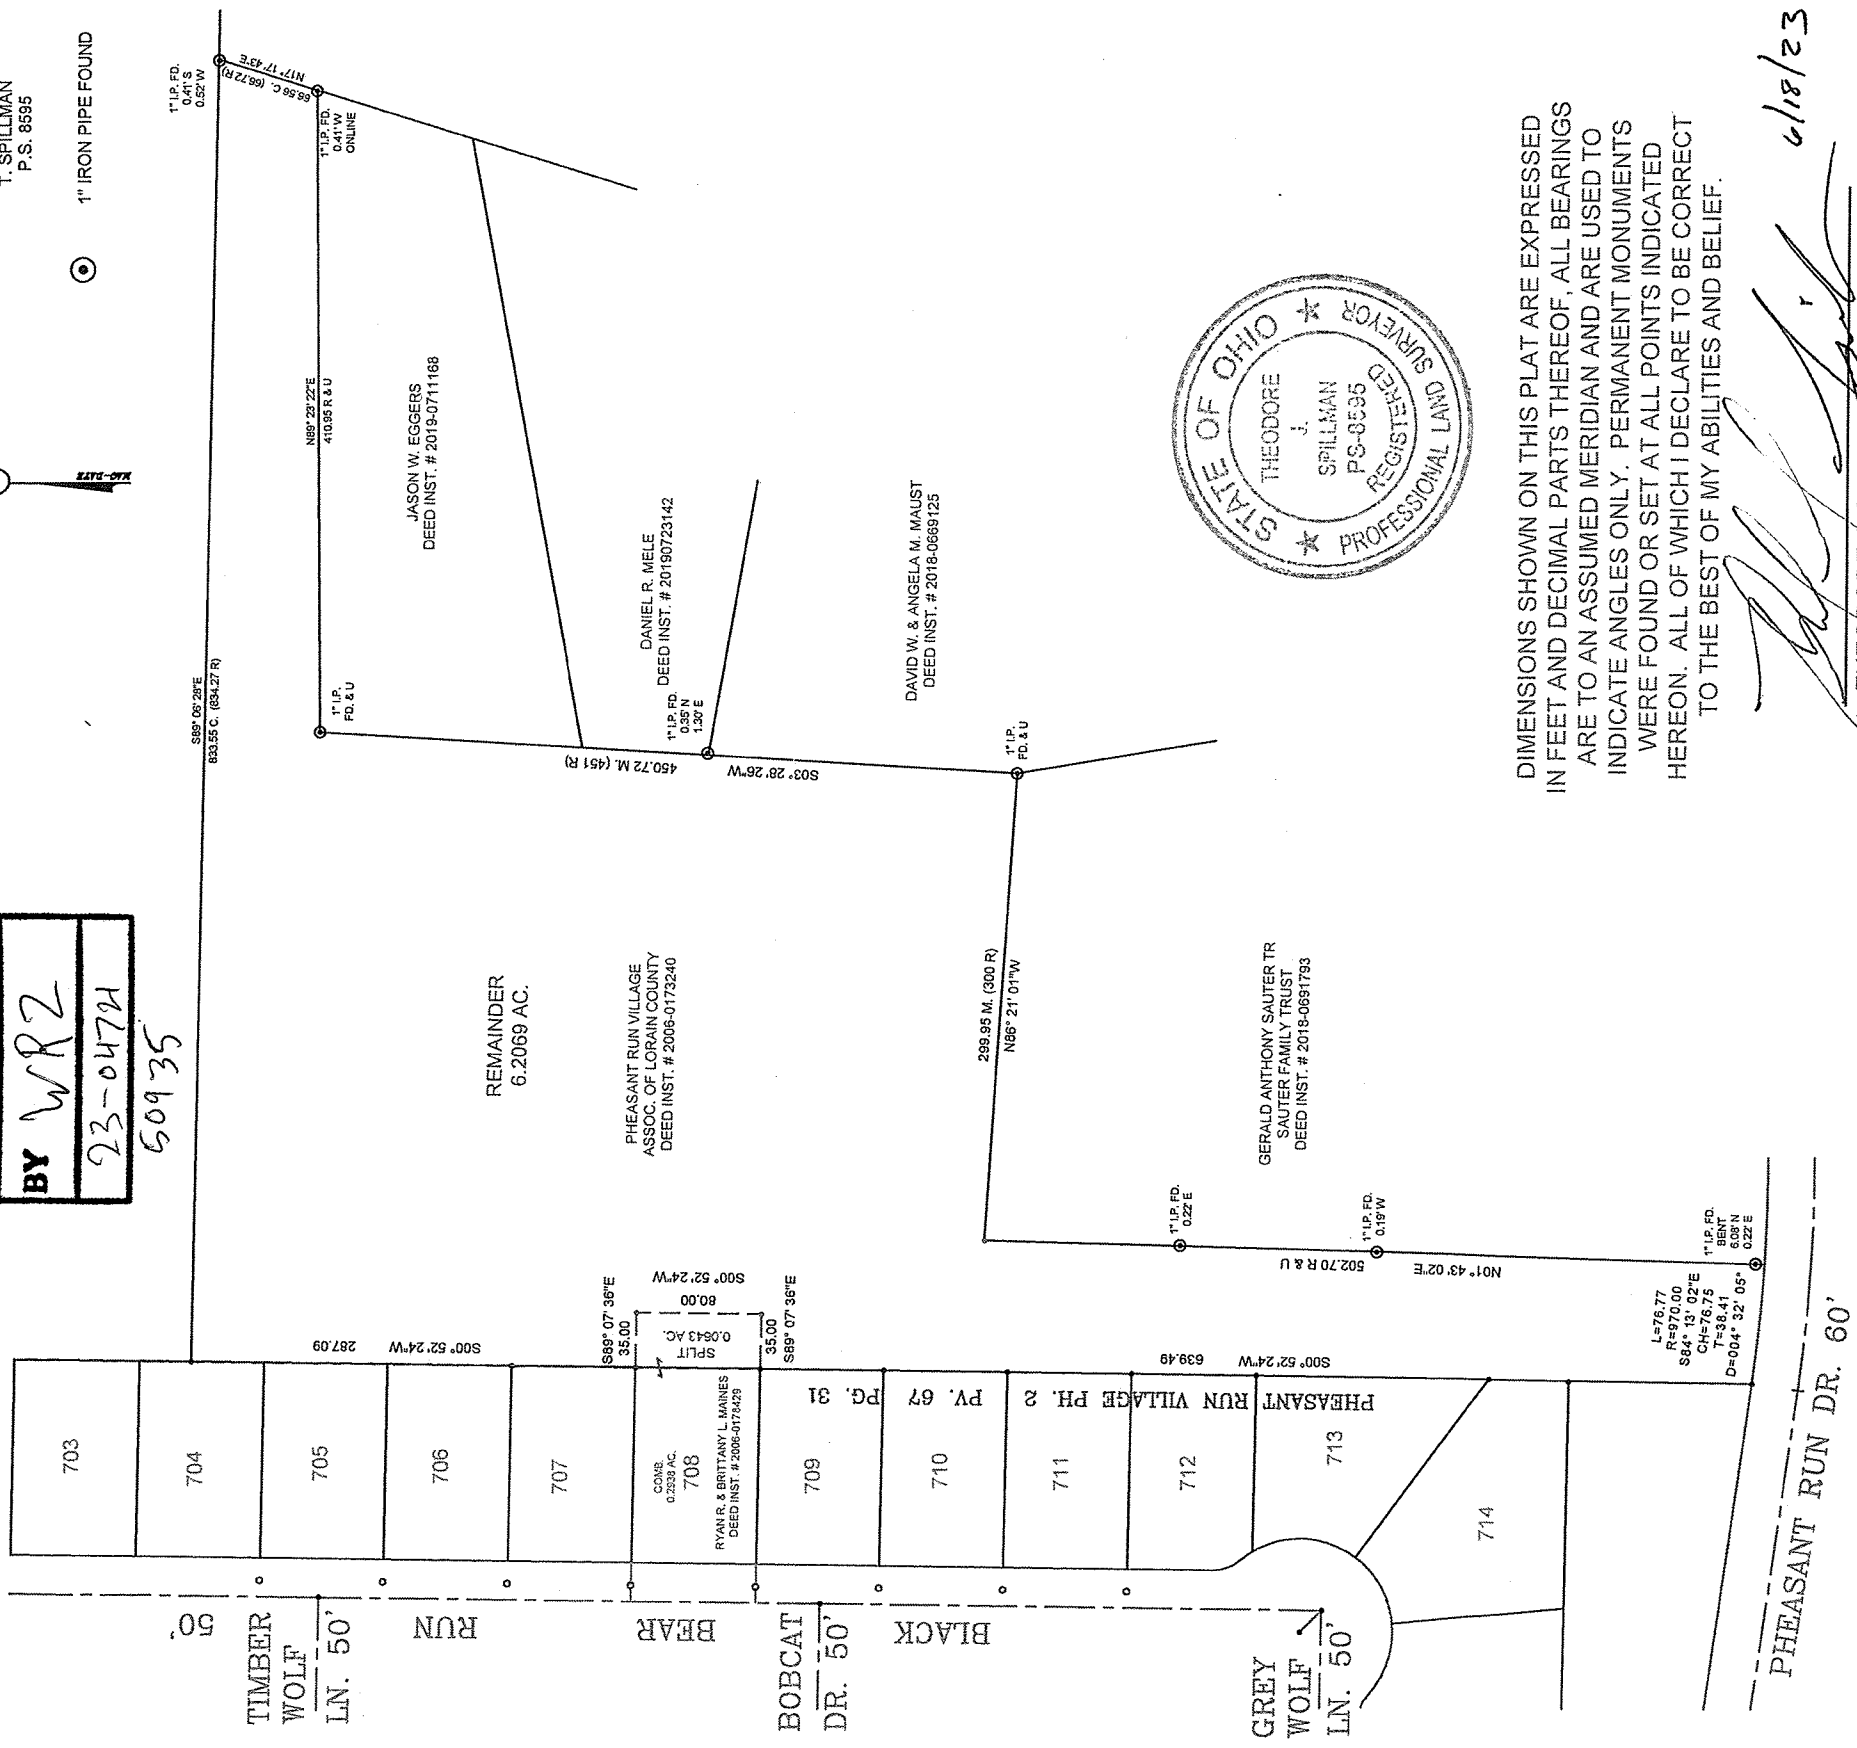 T. SPILLMAN
P.S. 8595
1" IRON PIPE FOUND
MAG-DATE
BY WRZ
23-0472
50935
1" I.P. FD.
0.41' S
0.52' W
N17° 17' 43"E
66.56 C. (66.72 R)
1" I.P. FD.
0.41' W
ONLINE
S89° 06' 28"E
833.55 C. (834.27 R)
N89° 23' 22"E
410.95 R & U
1" I.P.
FD. & U
JASON W. EGGERS
DEED INST. # 2019-0711168
DANIEL R. MELE
DEED INST. # 20190723142
1" I.P. FD.
0.35' N
1.30' E
450.72 M. (451 R)
S03° 28' 26"W
DAVID W. & ANGELA M. MAUST
DEED INST. # 2018-0669125
1" I.P.
FD. & U
REMAINDER
6.2069 AC.
PHEASANT RUN VILLAGE
ASSOC. OF LORAIN COUNTY
DEED INST. # 2006-0173240
299.95 M. (300 R)
N86° 21' 01"W
GERALD ANTHONY SAUTER TR
SAUTER FAMILY TRUST
DEED INST. # 2018-0691793
1" I.P. FD.
0.22' E
1" I.P. FD.
0.19' W
502.70 R & U
N01° 43' 02"E
1" I.P. FD.
BENT
6.08' N
0.22' E
L=76.77
R=970.00
S84° 13' 02"E
CH=76.75
T=38.41
D=004° 32' 05"
287.09
S00° 52' 24"W
S89° 07' 36"E
35.00
80.00
S00° 52' 24"W
SPLIT
0.0643 AC.
35.00
S89° 07' 36"E
639.49
S00° 52' 24"W
PHEASANT RUN VILLAGE PH. 2 PV. 67 PG. 31
703
704
705
706
707
COMB.
0.2938 AC.
708
RYAN R. & BRITTANY L. MAINES
DEED INST. # 2006-0178429
709
710
711
712
713
714
BLACK BEAR RUN 50'
TIMBER
WOLF
LN. 50'
BOBCAT
DR. 50'
GREY
WOLF
LN. 50'
PHEASANT RUN DR. 60'
STATE OF OHIO
THEODORE
J.
SPILLMAN
PS-8595
REGISTERED
PROFESSIONAL LAND SURVEYOR
DIMENSIONS SHOWN ON THIS PLAT ARE EXPRESSED
IN FEET AND DECIMAL PARTS THEREOF, ALL BEARINGS
ARE TO AN ASSUMED MERIDIAN AND ARE USED TO
INDICATE ANGLES ONLY. PERMANENT MONUMENTS
WERE FOUND OR SET AT ALL POINTS INDICATED
HEREON. ALL OF WHICH I DECLARE TO BE CORRECT
TO THE BEST OF MY ABILITIES AND BELIEF.
6/18/23